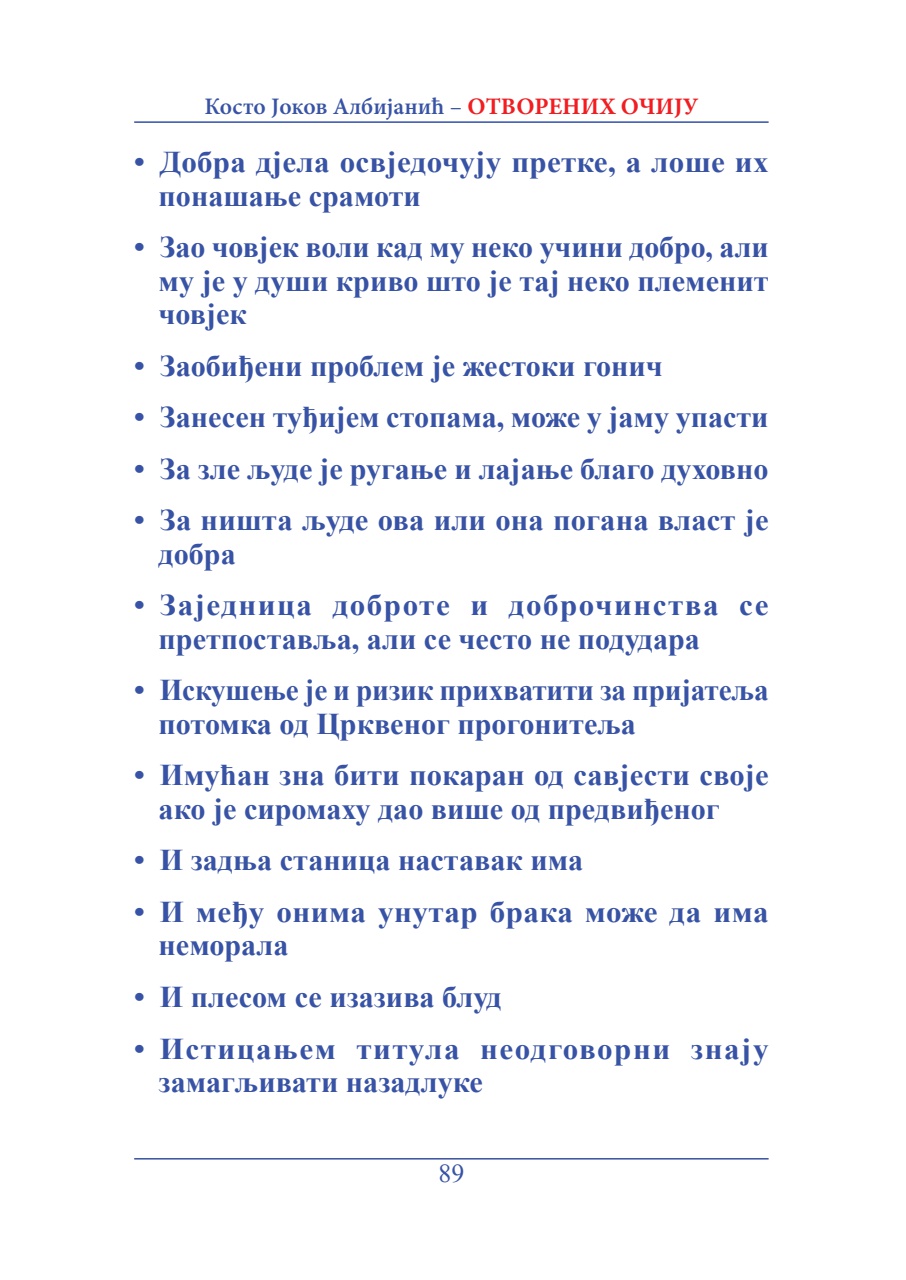 Косто Јоков Албијанић – ОТВОРЕНИХ ОЧИЈУ
• Добра дјела освједочују претке, а лоше их
понашање срамоти
• Зао човјек воли кад му неко учини добро, али
му је у души криво што је тај неко племенит
човјек
• Заобиђени проблем је жестоки гонич
• Занесен туђијем стопама, може у јаму упасти
• За зле људе је ругање и лајање благо духовно
• За ништа људе ова или она погана власт је
добра
• Заједница доброте и доброчинства се
претпоставља, али се често не подудара
• Искушење је и ризик прихватити за пријатеља
потомка од Црквеног прогонитеља
• Имућан зна бити покаран од савјести своје
ако је сиромаху дао више од предвиђеног
• И задња станица наставак има
• И међу онима унутар брака може да има
неморала
• И плесом се изазива блуд
• Истицањем титула неодговорни знају
замагљивати назадлуке
89